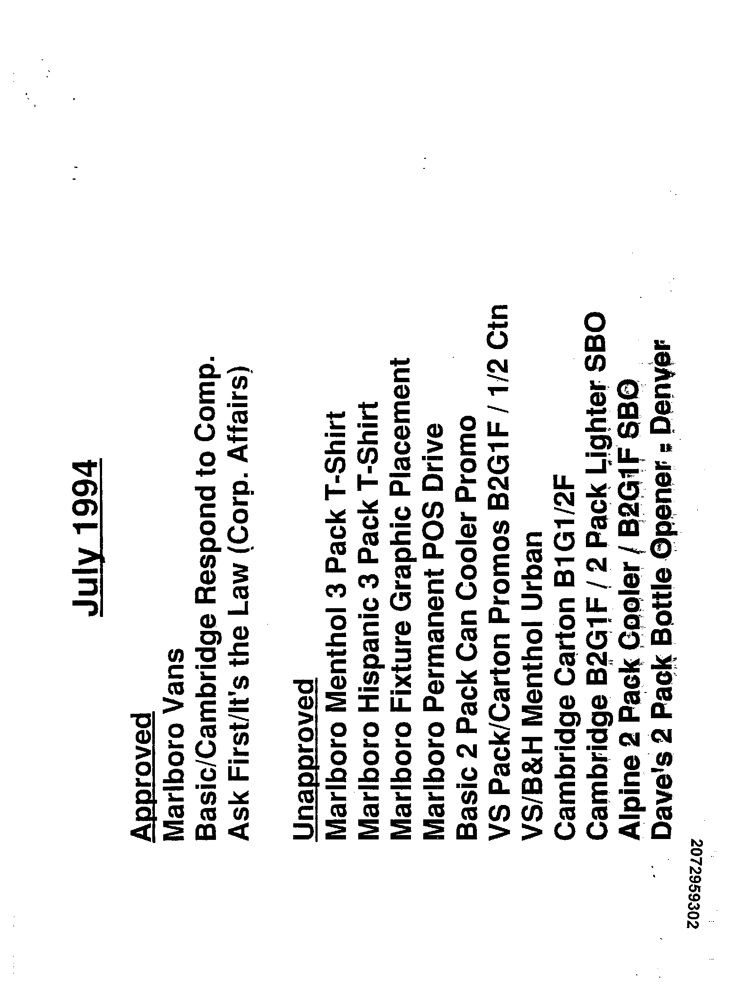 July 1994
Approved
Marlboro Vans
Basic/Cambridge Respond to Comp.
Ask First/It's the Law (Corp. Affairs)
Unapproved
Marlboro Menthol 3 Pack T-Shirt
Marlboro Hispanic 3 Pack T-Shirt
Marlboro Fixture Graphic Placement
Marlboro Permanent POS Drive
Basic 2 Pack Can Cooler Promo
VS Pack/Carton Promos B2G1F / 1/2 Ctn
VS/B&H Menthol Urban
Cambridge Carton B1G1/2F
Cambridge B2G1F / 2 Pack Lighter SBO
Alpine 2 Pack Cooler / B2G1F SBO
Dave's 2 Pack Bottle Opener - Denver
2072959302